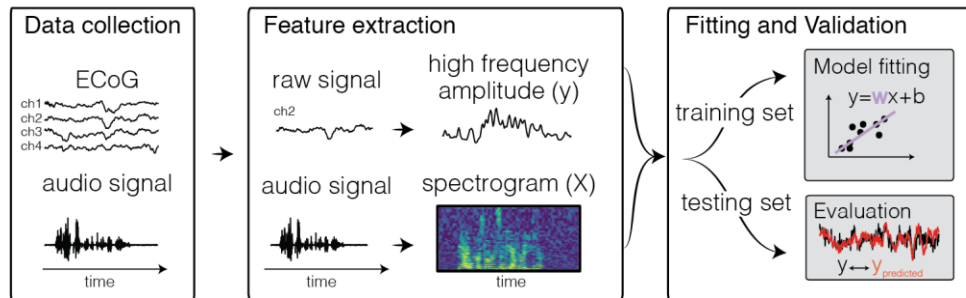 Data collection
ECoG
ch1
ch2
ch3
ch4
audio signal
time
Feature extraction
raw signal
high frequency
amplitude (y)
ch2
audio signal
spectrogram (X)
time
time
Fitting and Validation
training set
testing set
Model fitting
y=wx+b
Evaluation
y↔y predicted